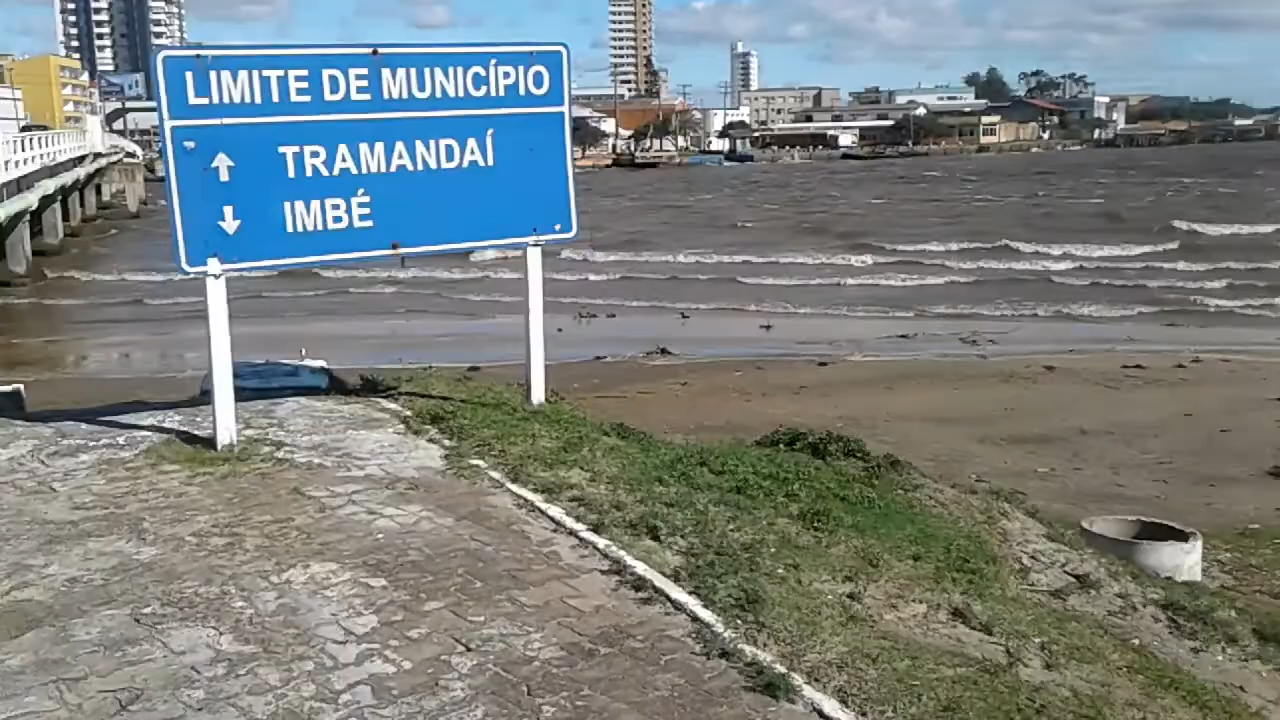 LIMITE DE MUNICÍPIO
↑ TRAMANDAÍ
↓ IMBÉ